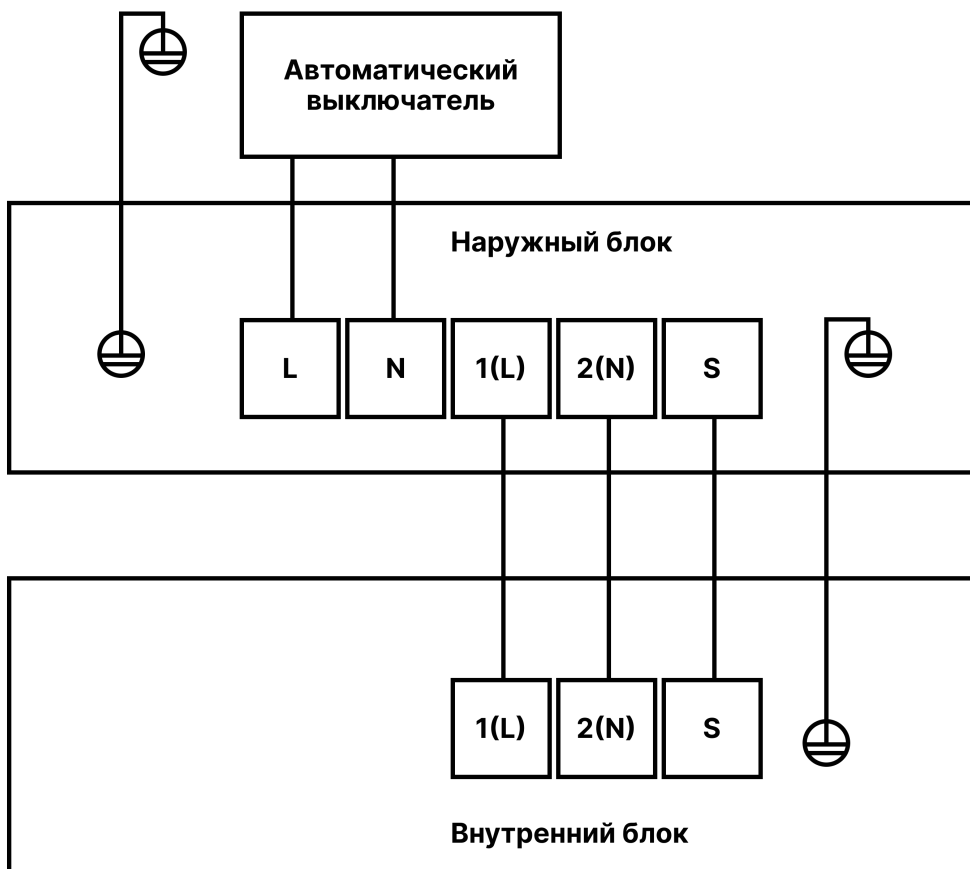 Автоматический
выключатель
Наружный блок
L N 1(L) 2(N) S
1(L) 2(N) S
Внутренний блок